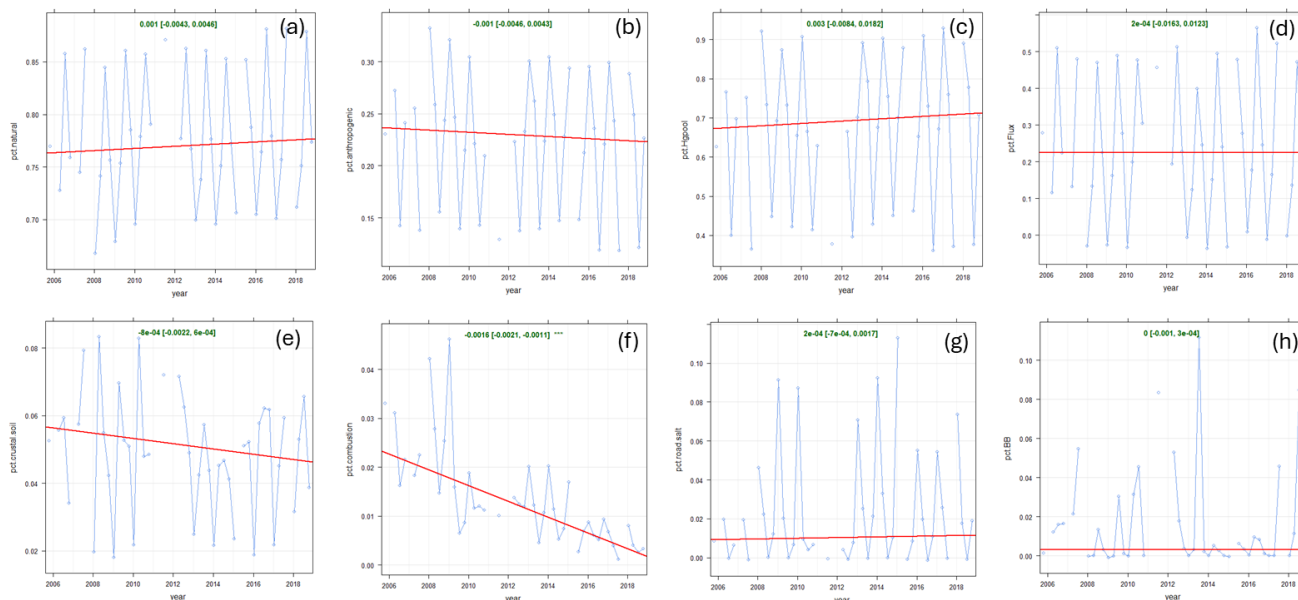 0.001 [-0.0043, 0.0046]
(a)
0.85
0.80
0.75
0.70
pct.natural
2006 2008 2010 2012 2014 2016 2018
year
-0.001 [-0.0046, 0.0043]
(b)
0.30
0.25
0.20
0.15
pct.anthropogenic
2006 2008 2010 2012 2014 2016 2018
year
0.003 [-0.0084, 0.0182]
(c)
0.9
0.8
0.7
0.6
0.5
0.4
pct.Hgpool
2006 2008 2010 2012 2014 2016 2018
year
2e-04 [-0.0163, 0.0123]
(d)
0.5
0.4
0.3
0.2
0.1
0.0
pct.Flux
2006 2008 2010 2012 2014 2016 2018
year
-8e-04 [-0.0022, 6e-04]
(e)
0.08
0.06
0.04
0.02
pct.crustal.soil
2006 2008 2010 2012 2014 2016 2018
year
-0.0016 [-0.0021, -0.0011] ***
(f)
0.04
0.03
0.02
0.01
0.00
pct.combustion
2006 2008 2010 2012 2014 2016 2018
year
2e-04 [-7e-04, 0.0017]
(g)
0.10
0.08
0.06
0.04
0.02
0.00
pct.road.salt
2006 2008 2010 2012 2014 2016 2018
year
0 [-0.001, 3e-04]
(h)
0.10
0.08
0.06
0.04
0.02
0.00
pct.BB
2006 2008 2010 2012 2014 2016 2018
year